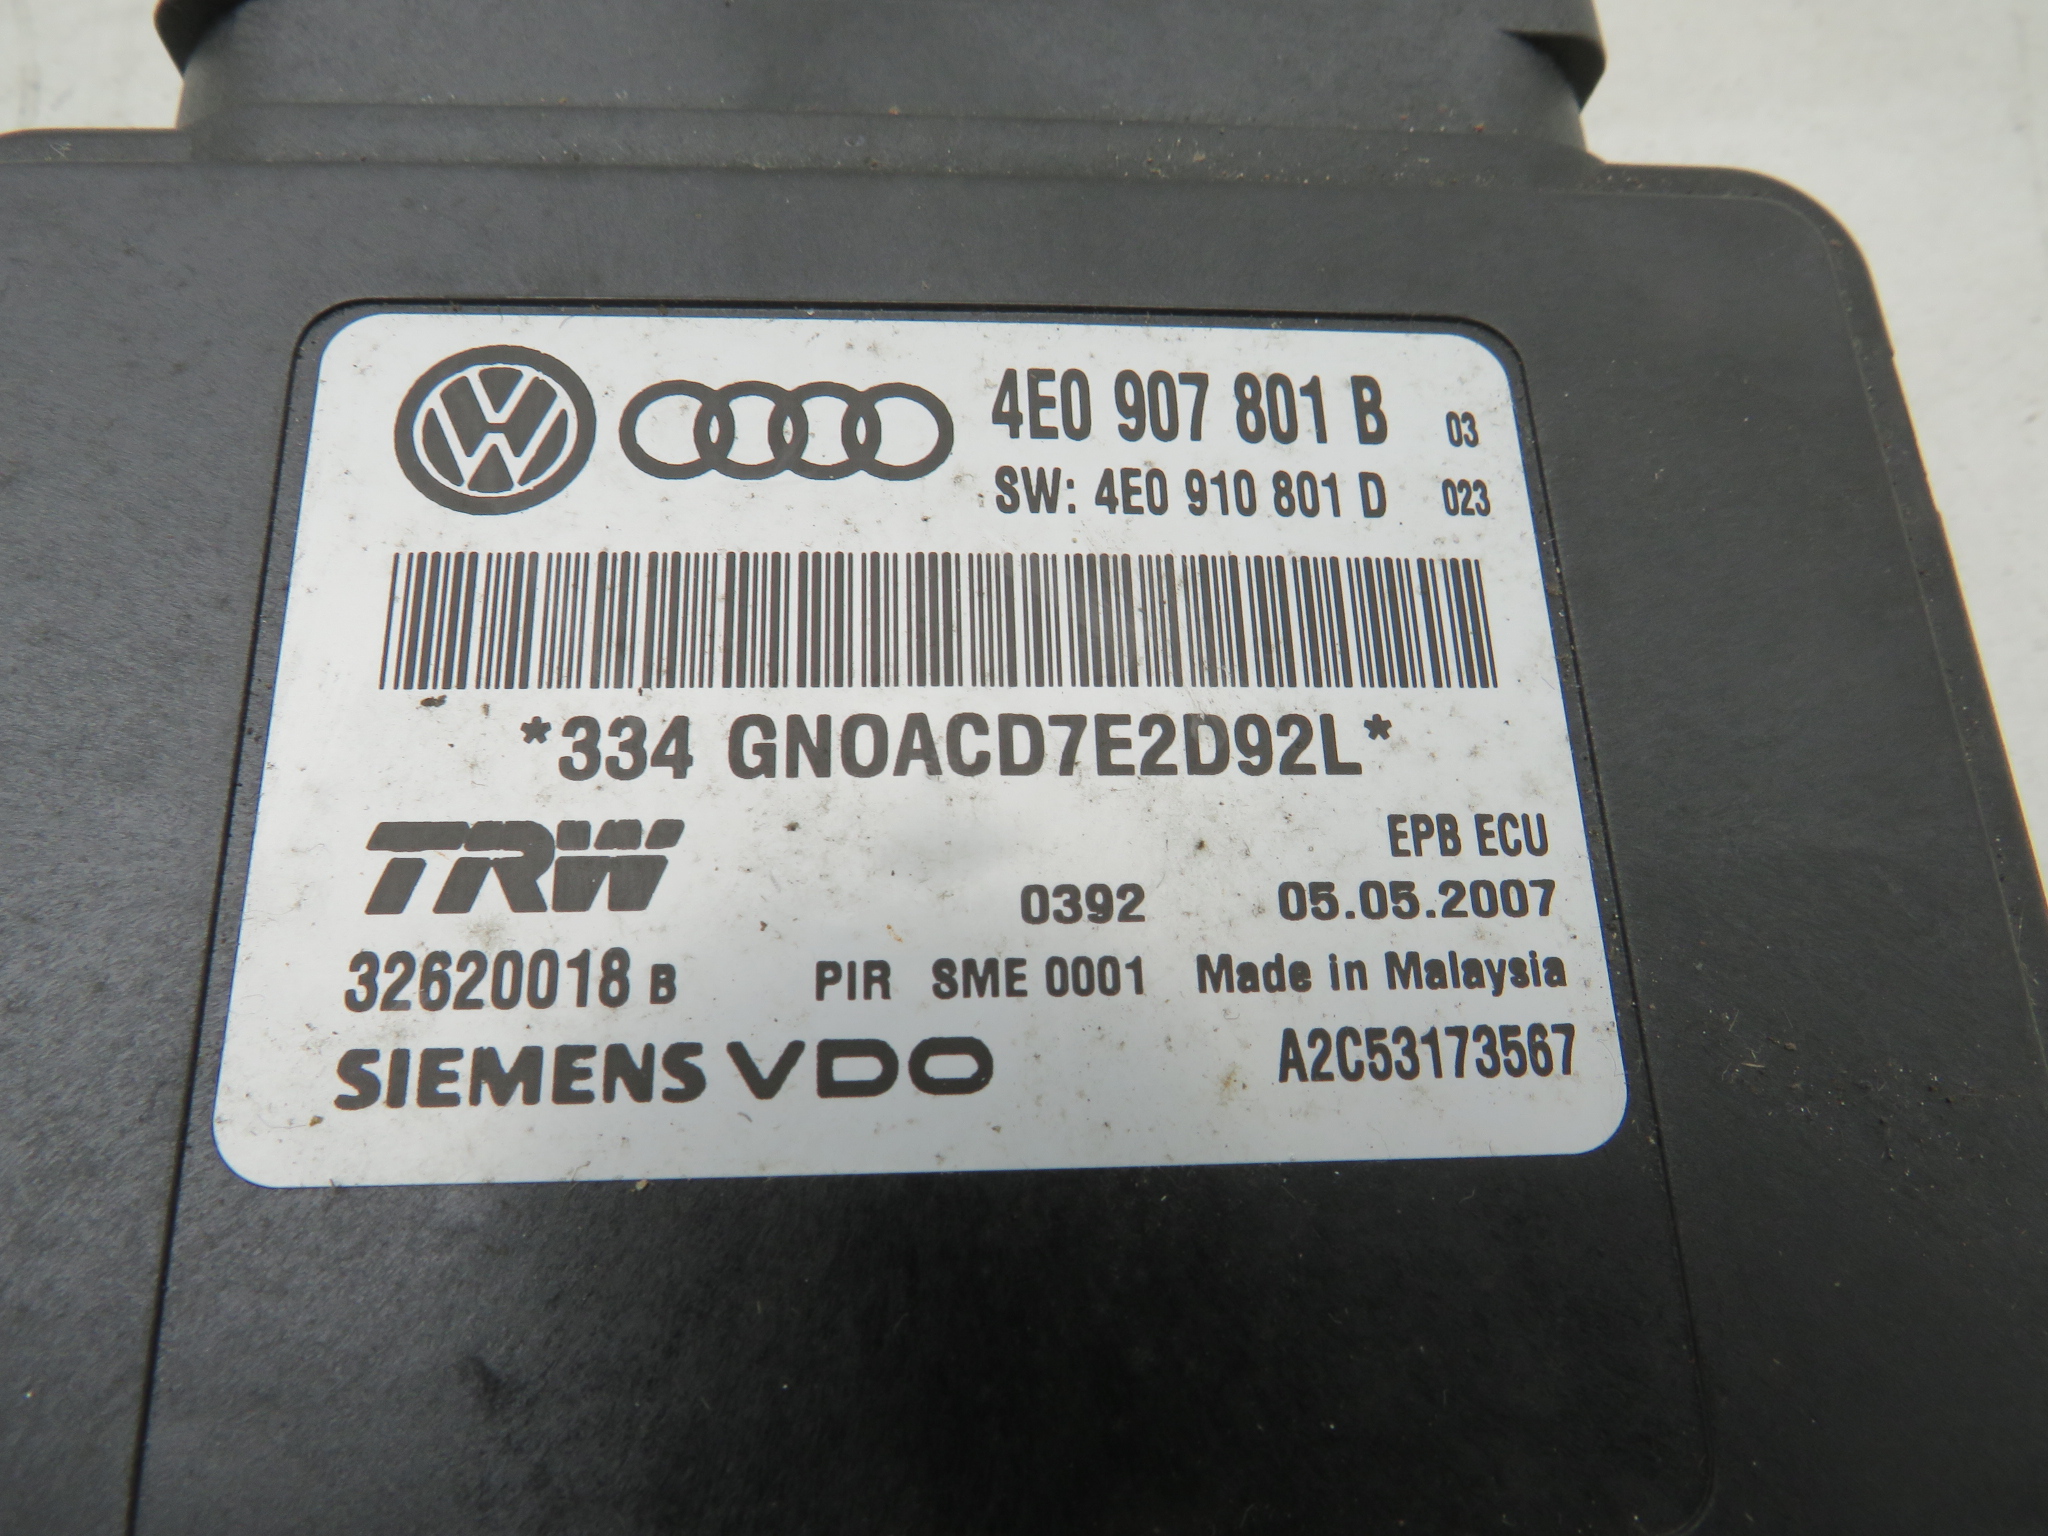 4E0 907 801 B 03
SW: 4E0 910 801 D 023
*334 GN0ACD7E2D92L*
TRW EPB ECU
0392 05.05.2007
32620018 B PIR SME 0001 Made in Malaysia
SIEMENS VDO A2C53173567